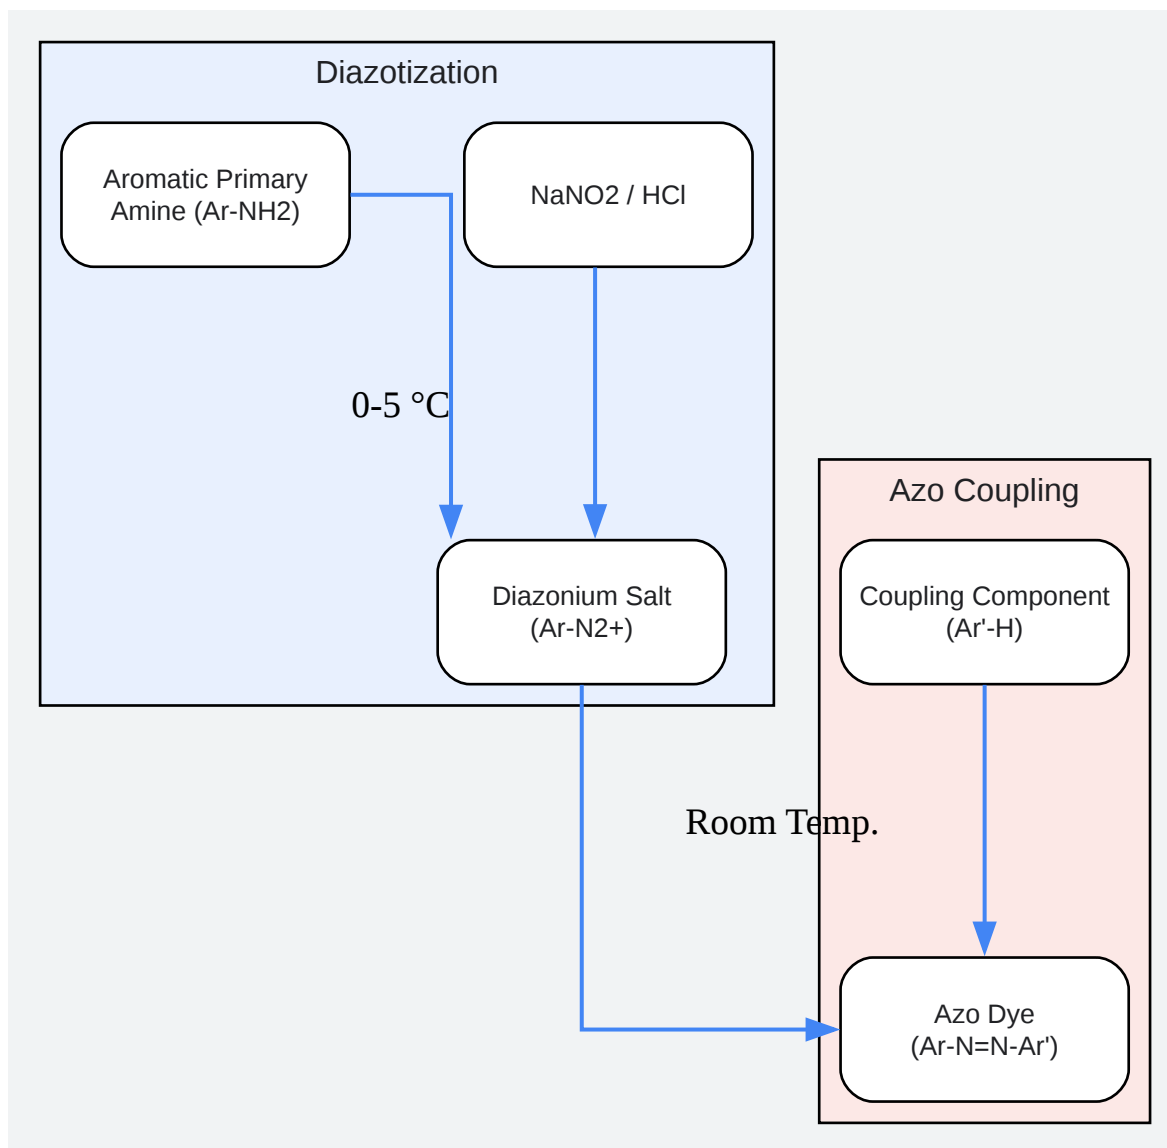 Diazotization
Aromatic Primary
Amine (Ar-NH2)
NaNO2 / HCl
0-5 °C
Diazonium Salt
(Ar-N2+)
Azo Coupling
Coupling Component
(Ar'-H)
Room Temp.
Azo Dye
(Ar-N=N-Ar')